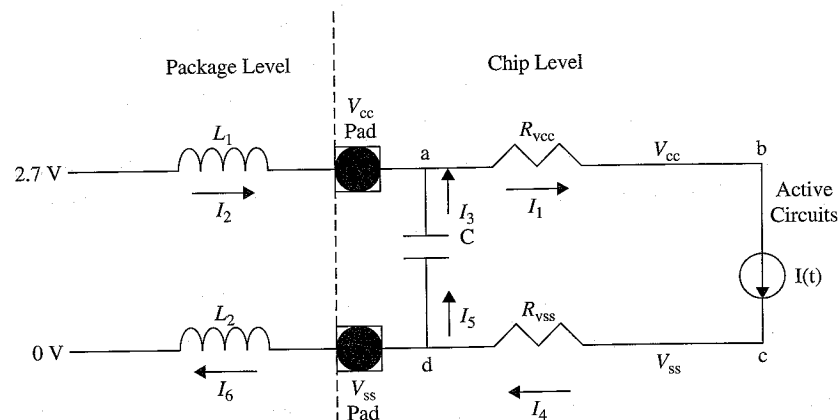 Package Level
Chip Level
V_cc
Pad
L_1
a
R_vcc
V_cc
b
2.7 V
I_2
I_3
I_1
Active
Circuits
C
I(t)
L_2
I_5
R_vss
0 V
d
V_ss
c
I_6
V_ss
Pad
I_4